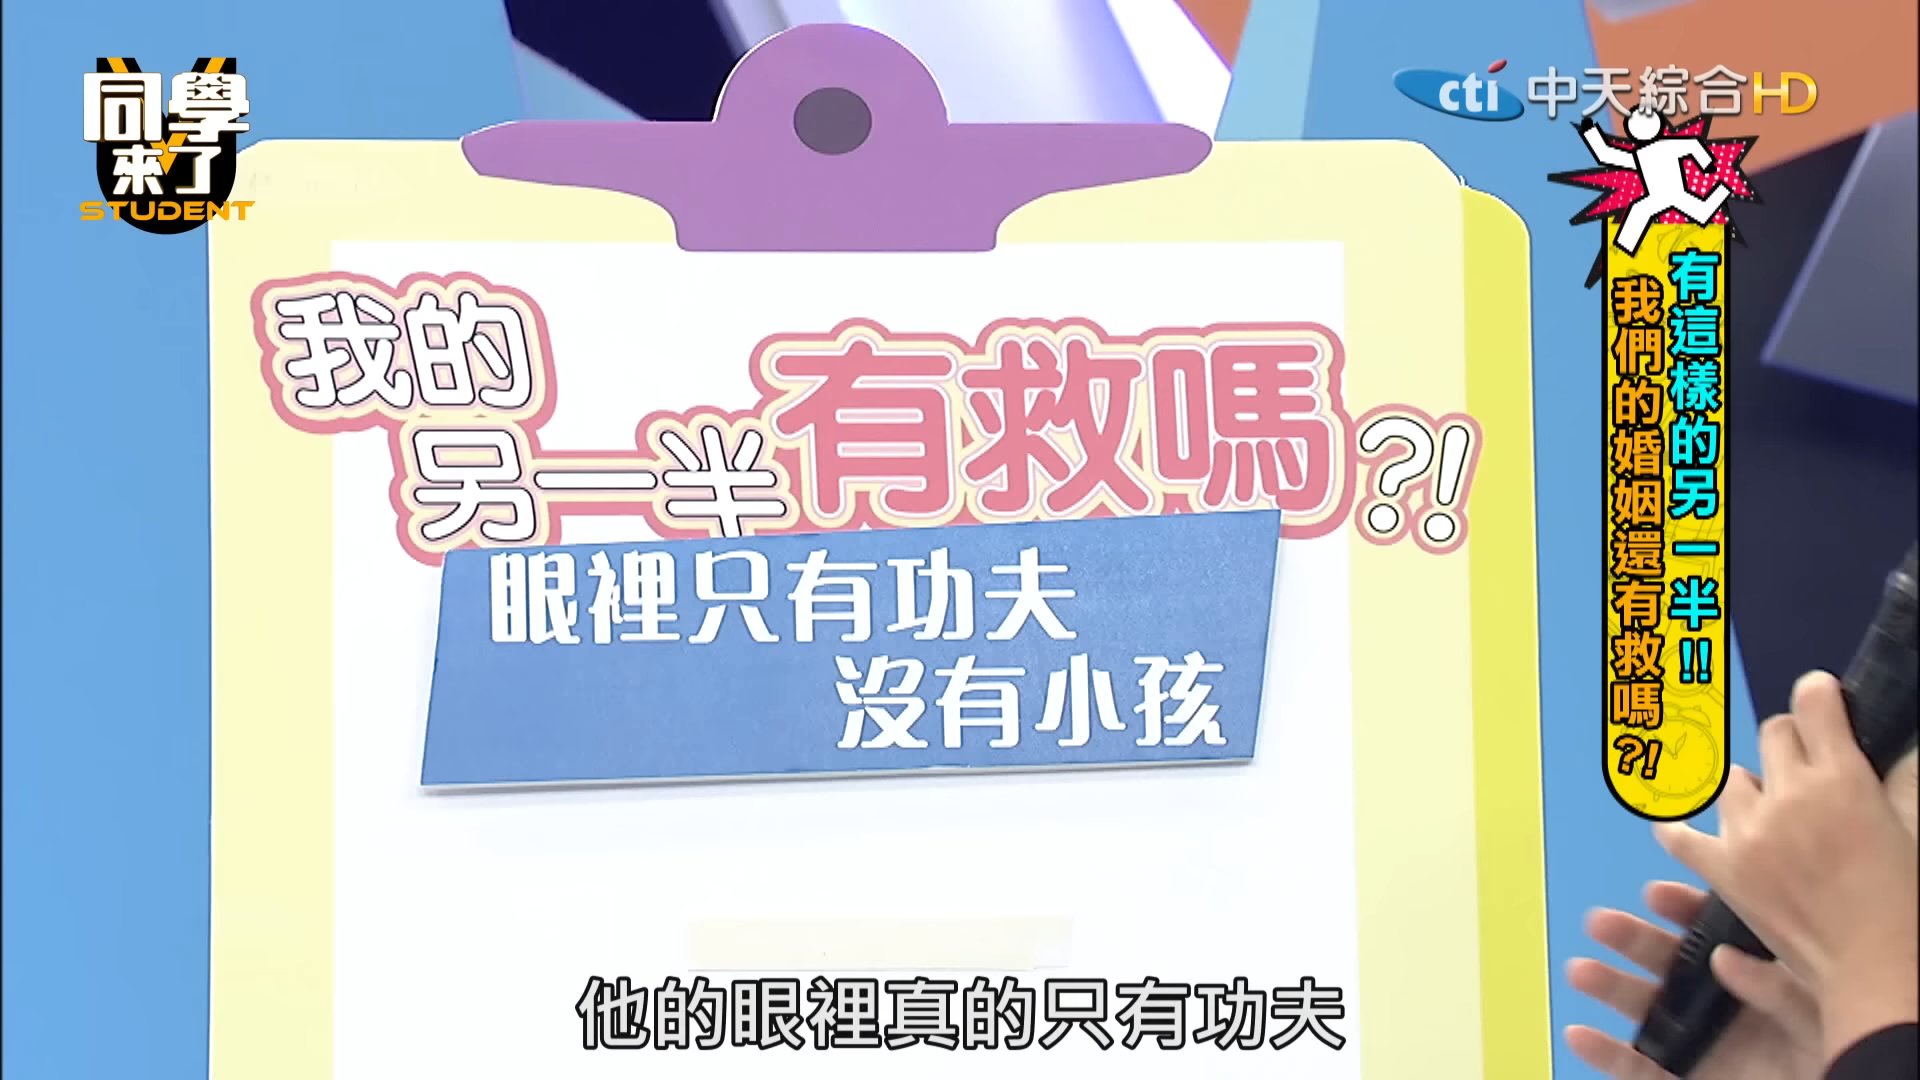 同學
來了
STUDENT
cti 中天綜合HD
有這樣的另一半!!
我們的婚姻還有救嗎?!
我的
另一半有救嗎?!
眼裡只有功夫
沒有小孩
他的眼裡真的只有功夫